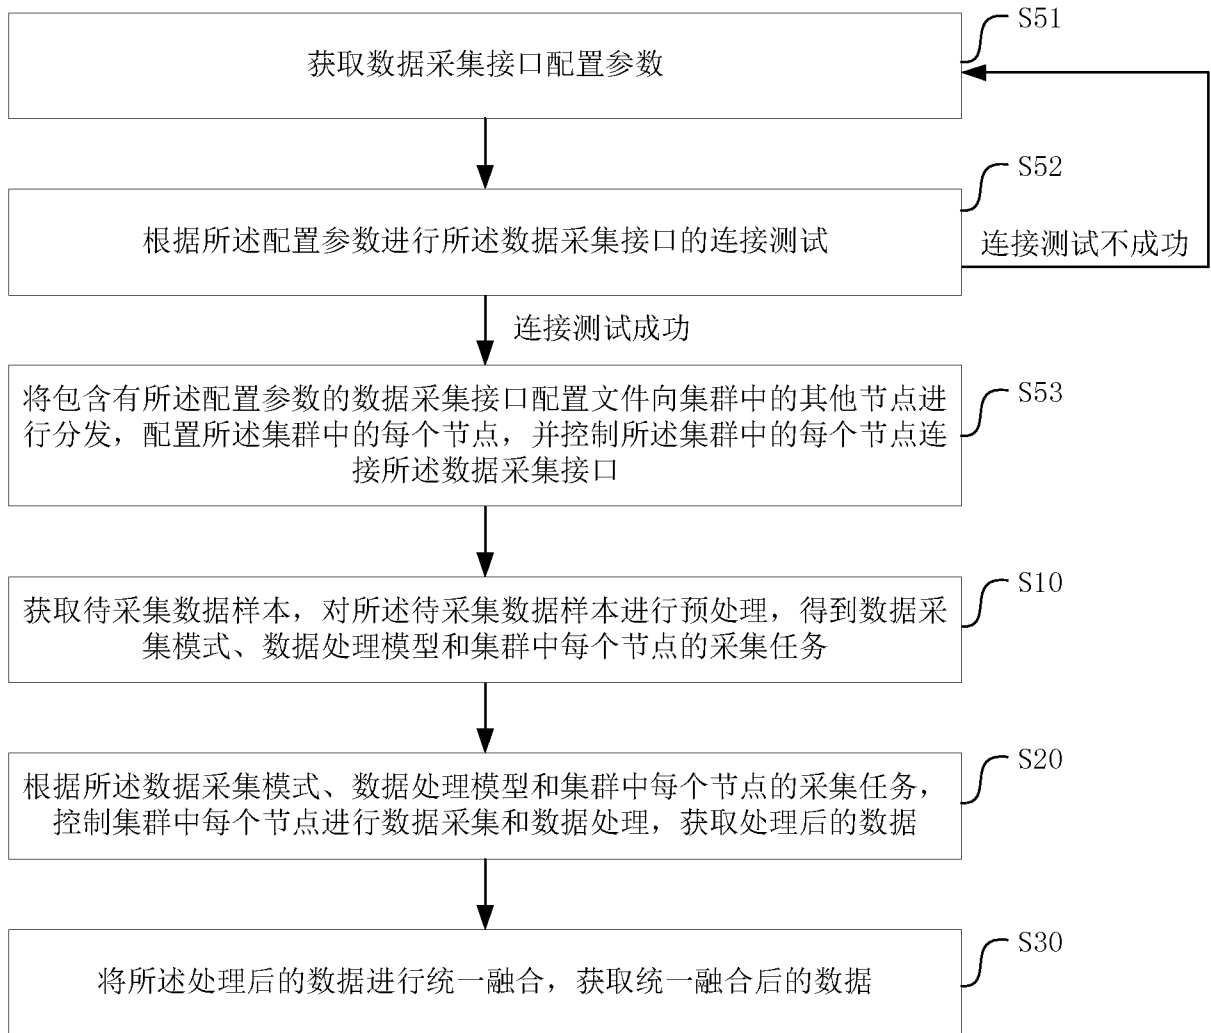 S51
获取数据采集接口配置参数
S52
根据所述配置参数进行所述数据采集接口的连接测试
连接测试不成功
连接测试成功
S53
将包含有所述配置参数的数据采集接口配置文件向集群中的其他节点进
行分发，配置所述集群中的每个节点，并控制所述集群中的每个节点连
接所述数据采集接口
S10
获取待采集数据样本，对所述待采集数据样本进行预处理，得到数据采
集模式、数据处理模型和集群中每个节点的采集任务
S20
根据所述数据采集模式、数据处理模型和集群中每个节点的采集任务，
控制集群中每个节点进行数据采集和数据处理，获取处理后的数据
S30
将所述处理后的数据进行统一融合，获取统一融合后的数据